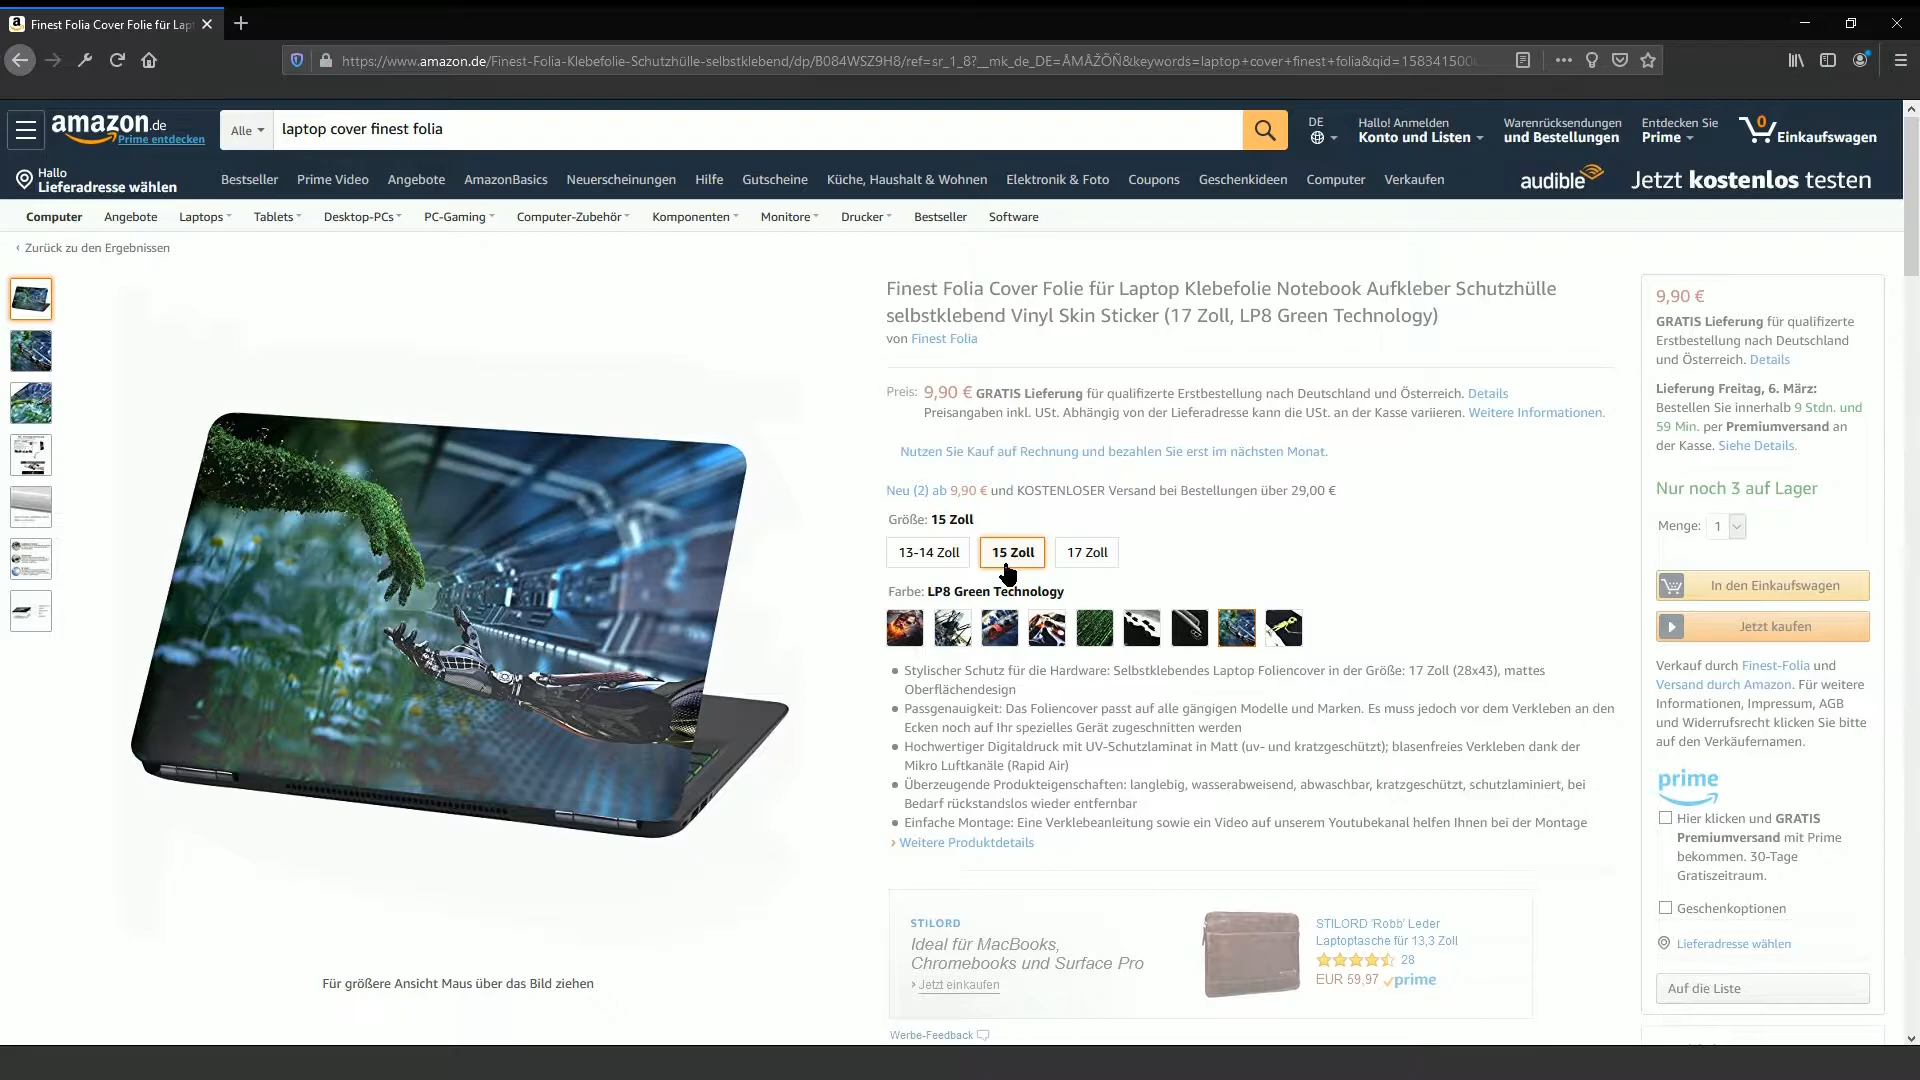 Finest Folia Cover Folie für Lap
https://www.amazon.de/Finest-Folia-Klebefolie-Schutzhülle-selbstklebend/dp/B084WSZ9H8/ref=sr_1_8?__mk_de_DE=ÅMÅŽÕÑ&keywords=laptop+cover+finest+folia&qid=158341500
amazon.de
Prime entdecken
Alle
laptop cover finest folia
DE
Hallo! Anmelden
Konto und Listen
Warenrücksendungen
und Bestellungen
Entdecken Sie
Prime
0
Einkaufswagen
Hallo
Lieferadresse wählen
Bestseller Prime Video Angebote AmazonBasics Neuerscheinungen Hilfe Gutscheine Küche, Haushalt & Wohnen Elektronik & Foto Coupons Geschenkideen Computer Verkaufen
audible Jetzt kostenlos testen
Computer Angebote Laptops Tablets Desktop-PCs PC-Gaming Computer-Zubehör Komponenten Monitore Drucker Bestseller Software
‹ Zurück zu den Ergebnissen
Finest Folia Cover Folie für Laptop Klebefolie Notebook Aufkleber Schutzhülle
selbstklebend Vinyl Skin Sticker (17 Zoll, LP8 Green Technology)
von Finest Folia
Preis: 9,90 € GRATIS Lieferung für qualifizerte Erstbestellung nach Deutschland und Österreich. Details
Preisangaben inkl. USt. Abhängig von der Lieferadresse kann die USt. an der Kasse variieren. Weitere Informationen.
Nutzen Sie Kauf auf Rechnung und bezahlen Sie erst im nächsten Monat.
Neu (2) ab 9,90 € und KOSTENLOSER Versand bei Bestellungen über 29,00 €
Größe: 15 Zoll
13-14 Zoll 15 Zoll 17 Zoll
Farbe: LP8 Green Technology
• Stylischer Schutz für die Hardware: Selbstklebendes Laptop Foliencover in der Größe: 17 Zoll (28x43), mattes
Oberflächendesign
• Passgenauigkeit: Das Foliencover passt auf alle gängigen Modelle und Marken. Es muss jedoch vor dem Verkleben an den
Ecken noch auf Ihr spezielles Gerät zugeschnitten werden
• Hochwertiger Digitaldruck mit UV-Schutzlaminat in Matt (uv- und kratzgeschützt); blasenfreies Verkleben dank der
Mikro Luftkanäle (Rapid Air)
• Überzeugende Produkteigenschaften: langlebig, wasserabweisend, abwaschbar, kratzgeschützt, schutzlaminiert, bei
Bedarf rückstandslos wieder entfernbar
• Einfache Montage: Eine Verklebeanleitung sowie ein Video auf unserem Youtubekanal helfen Ihnen bei der Montage
› Weitere Produktdetails
STILORD
Ideal für MacBooks,
Chromebooks und Surface Pro
› Jetzt einkaufen
STILORD 'Robb' Leder
Laptoptasche für 13,3 Zoll
28
EUR 59,97 prime
Werbe-Feedback
Für größere Ansicht Maus über das Bild ziehen
9,90 €
GRATIS Lieferung für qualifizerte
Erstbestellung nach Deutschland
und Österreich. Details
Lieferung Freitag, 6. März:
Bestellen Sie innerhalb 9 Stdn. und
59 Min. per Premiumversand an
der Kasse. Siehe Details.
Nur noch 3 auf Lager
Menge: 1
In den Einkaufswagen
Jetzt kaufen
Verkauf durch Finest-Folia und
Versand durch Amazon. Für weitere
Informationen, Impressum, AGB
und Widerrufsrecht klicken Sie bitte
auf den Verkäufernamen.
prime
Hier klicken und GRATIS
Premiumversand mit Prime
bekommen. 30-Tage
Gratiszeitraum.
Geschenkoptionen
Lieferadresse wählen
Auf die Liste